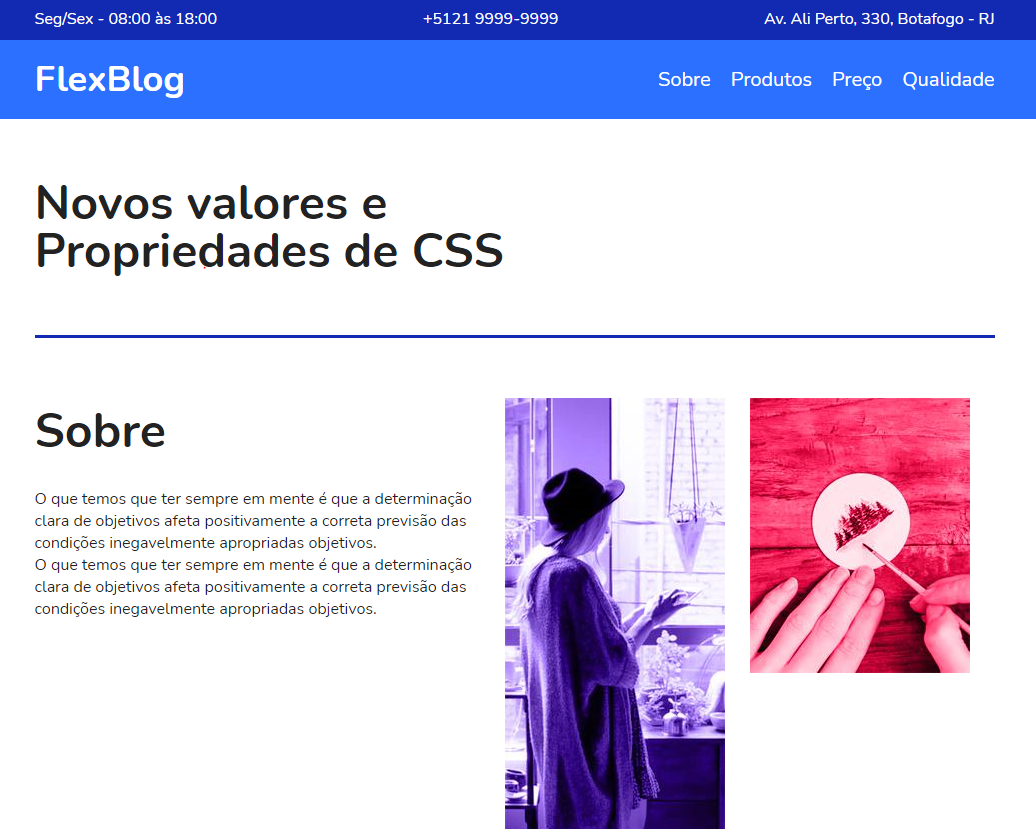 Seg/Sex - 08:00 às 18:00
+5121 9999-9999
Av. Ali Perto, 330, Botafogo - RJ
FlexBlog
Sobre
Produtos
Preço
Qualidade
Novos valores e
Propriedades de CSS
Sobre
O que temos que ter sempre em mente é que a determinação
clara de objetivos afeta positivamente a correta previsão das
condições inegavelmente apropriadas objetivos.
O que temos que ter sempre em mente é que a determinação
clara de objetivos afeta positivamente a correta previsão das
condições inegavelmente apropriadas objetivos.